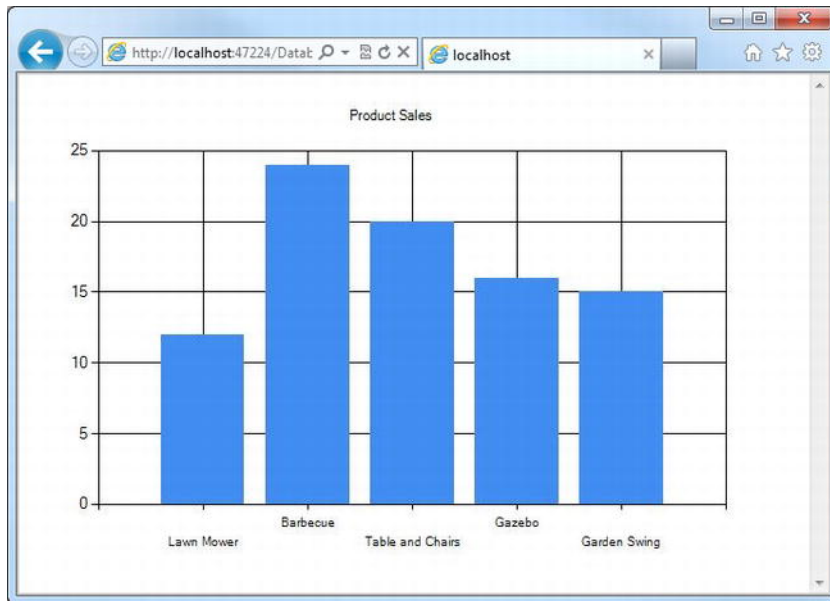 http://localhost:47224/Datat
localhost
Product Sales
25
20
15
10
5
0
Barbecue
Gazebo
Lawn Mower
Table and Chairs
Garden Swing